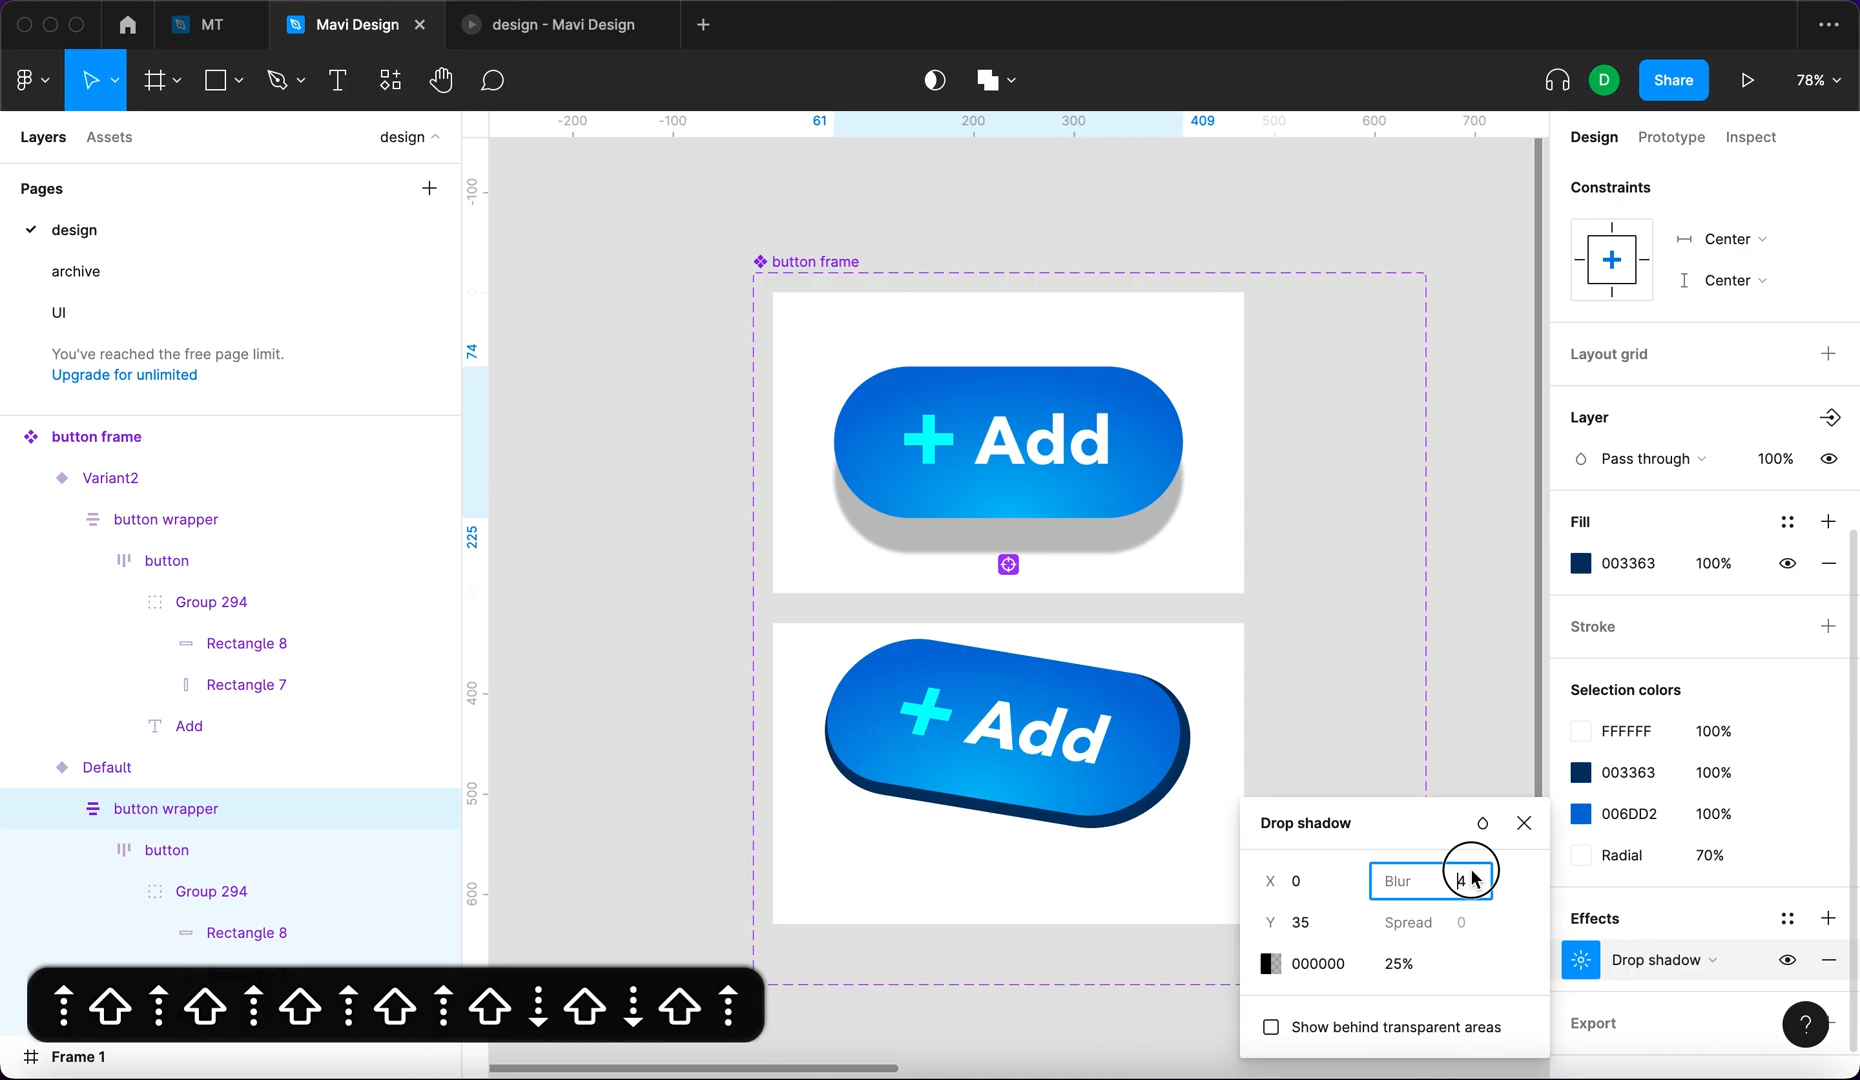 MT
Mavi Design
design - Mavi Design
D
Share
78%
Layers
Assets
design
Pages
design
archive
UI
You've reached the free page limit.
Upgrade for unlimited
button frame
Variant2
button wrapper
button
Group 294
Rectangle 8
Rectangle 7
Add
Default
button wrapper
button
Group 294
Rectangle 8
Frame 1
-200
-100
61
200
300
409
500
600
700
-100
0
74
225
400
500
600
button frame
Add
Add
Drop shadow
X 0
Blur 4
Y 35
Spread 0
000000 25%
Show behind transparent areas
Design
Prototype
Inspect
Constraints
Center
Center
Layout grid
Layer
Pass through 100%
Fill
003363 100%
Stroke
Selection colors
FFFFFF 100%
003363 100%
006DD2 100%
Radial 70%
Effects
Drop shadow
Export
?